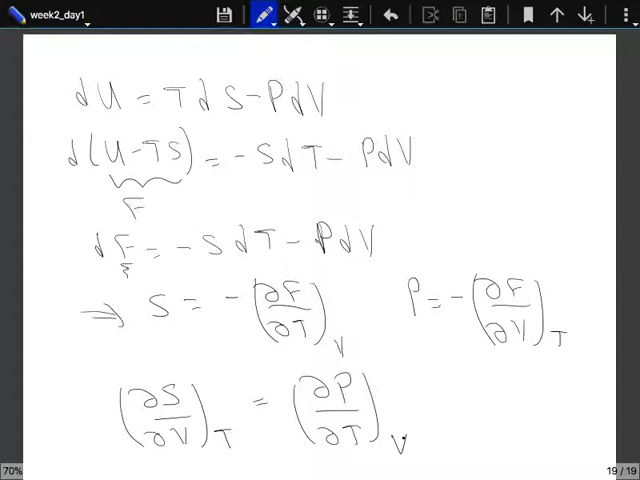 week2_day1
dU = TdS - PdV
d(U - TS) = -SdT - PdV
F
dF = -SdT - PdV
⇒ S = -(∂F/∂T)_V P = -(∂F/∂V)_T
(∂S/∂V)_T = (∂P/∂T)_V
70% 19 / 19